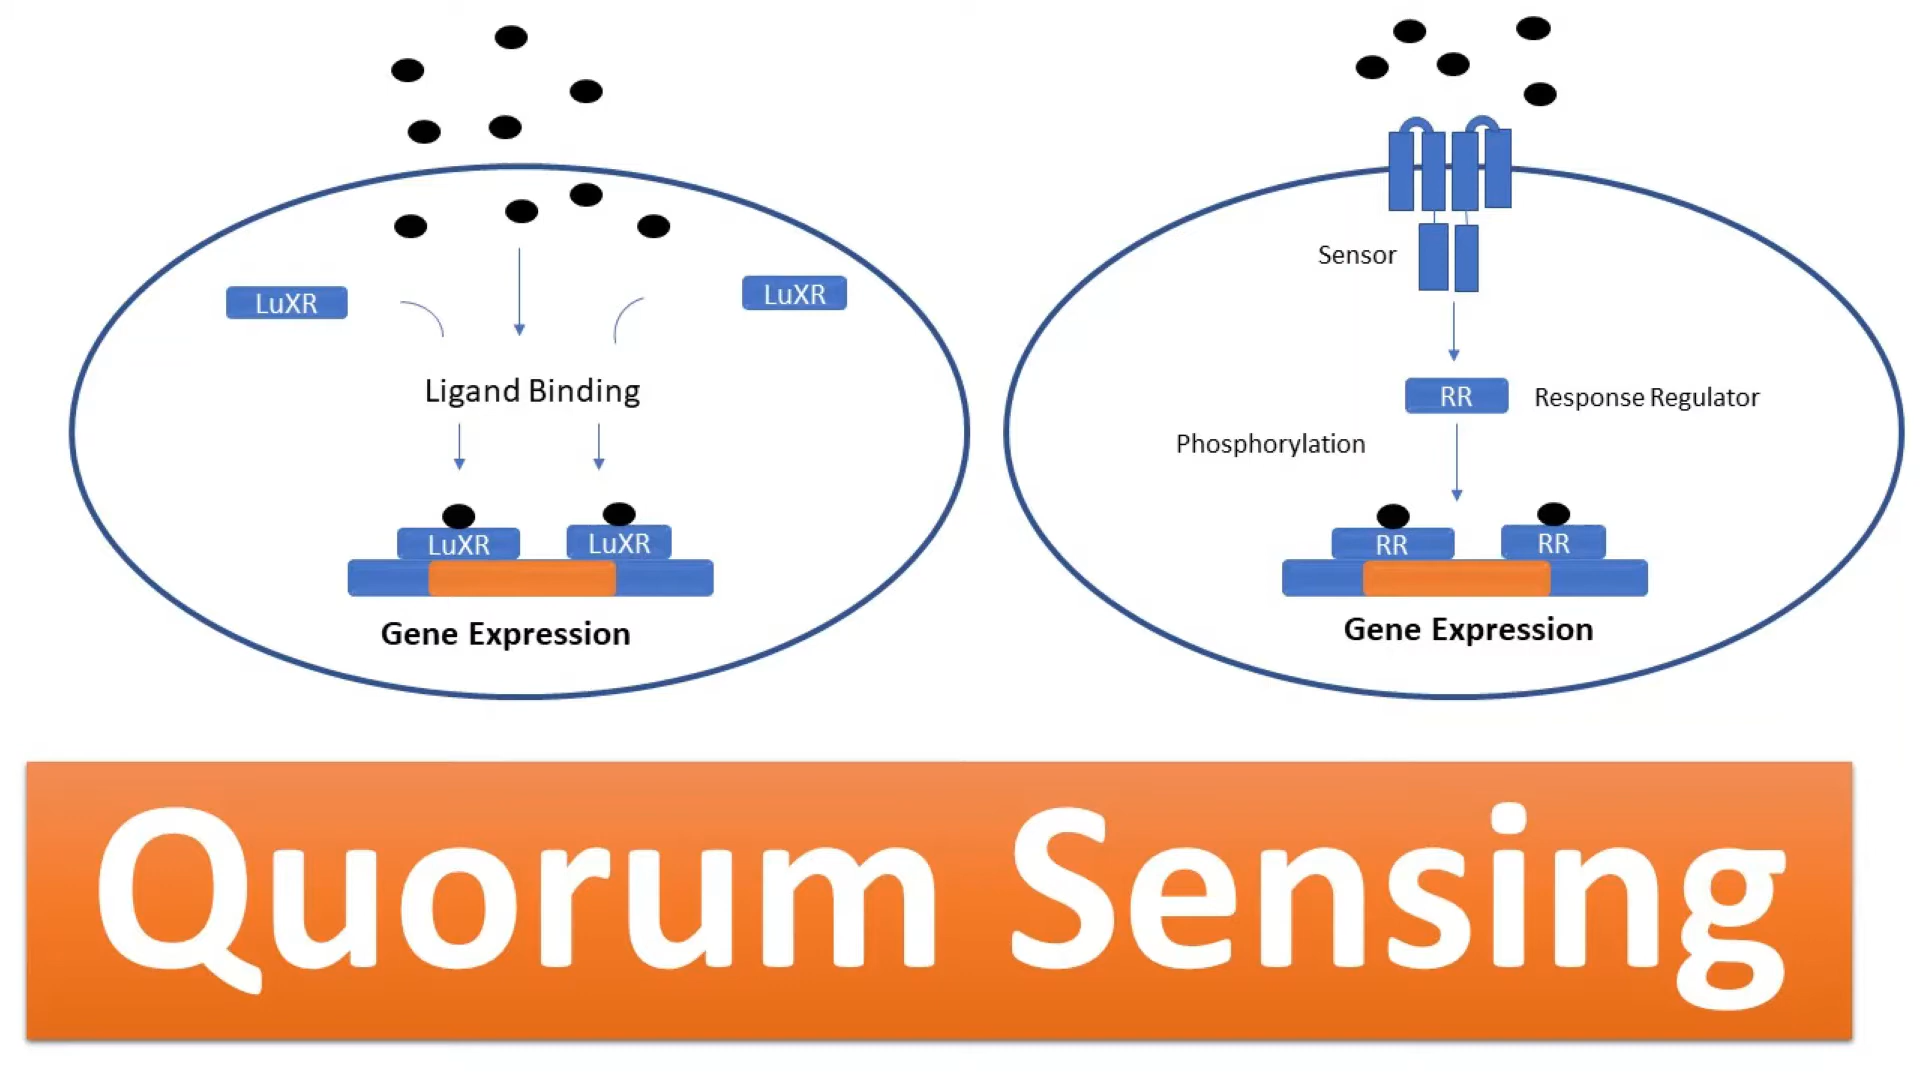 LuXR
LuXR
Ligand Binding
LuXR
LuXR
Gene Expression
Sensor
RR
Response Regulator
Phosphorylation
RR
RR
Gene Expression
Quorum Sensing